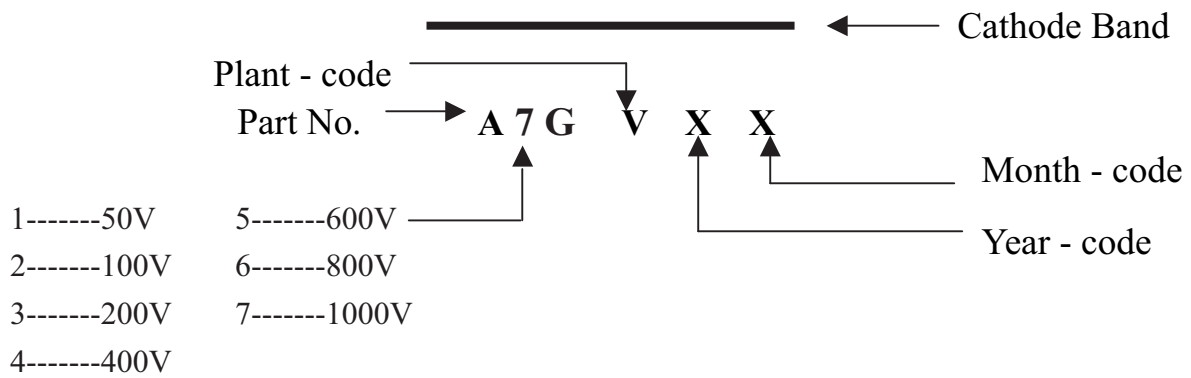 Cathode Band
Plant - code
Part No. A 7 G V X X
Month - code
Year - code
1-------50V 5-------600V
2-------100V 6-------800V
3-------200V 7-------1000V
4-------400V